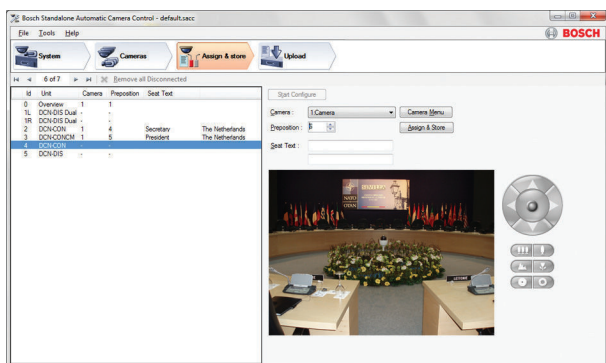 Bosch Standalone Automatic Camera Control - default.sacc
File Tools Help
BOSCH
System Cameras Assign & store Upload
6 of 7 Remove all Disconnected
Id Unit Camera Preposition Seat Text
0 Overview 1 1
1L DCN-DIS Dual - -
1R DCN-DIS Dual - -
2 DCN-CON 1 4 Secretary The Netherlands
3 DCN-CONCM 1 5 President The Netherlands
4 DCN-CON - -
5 DCN-DIS - -
Start Configure
Camera : 1:Camera Camera Menu
Preposition : 6 Assign & Store
Seat Text :
NATO
OTAN